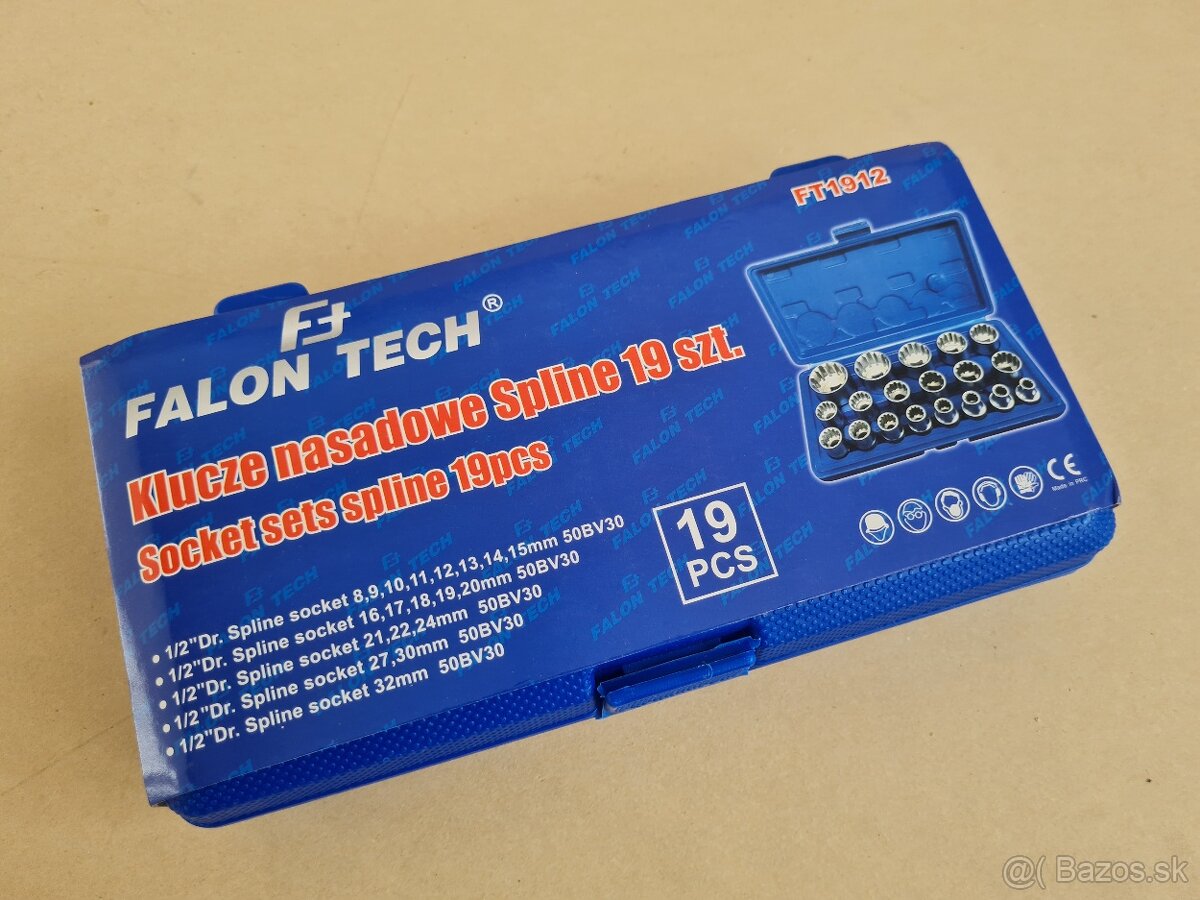 FT1912
FALON TECH®
Klucze nasadowe Spline 19 szt.
Socket sets spline 19pcs
• 1/2"Dr. Spline socket 8,9,10,11,12,13,14,15mm 50BV30
• 1/2"Dr. Spline socket 16,17,18,19,20mm 50BV30
• 1/2"Dr. Spline socket 21,22,24mm 50BV30
• 1/2"Dr. Spline socket 27,30mm 50BV30
• 1/2"Dr. Spline socket 32mm 50BV30
19
PCS
CE
Made in PRC
@( Bazos.sk